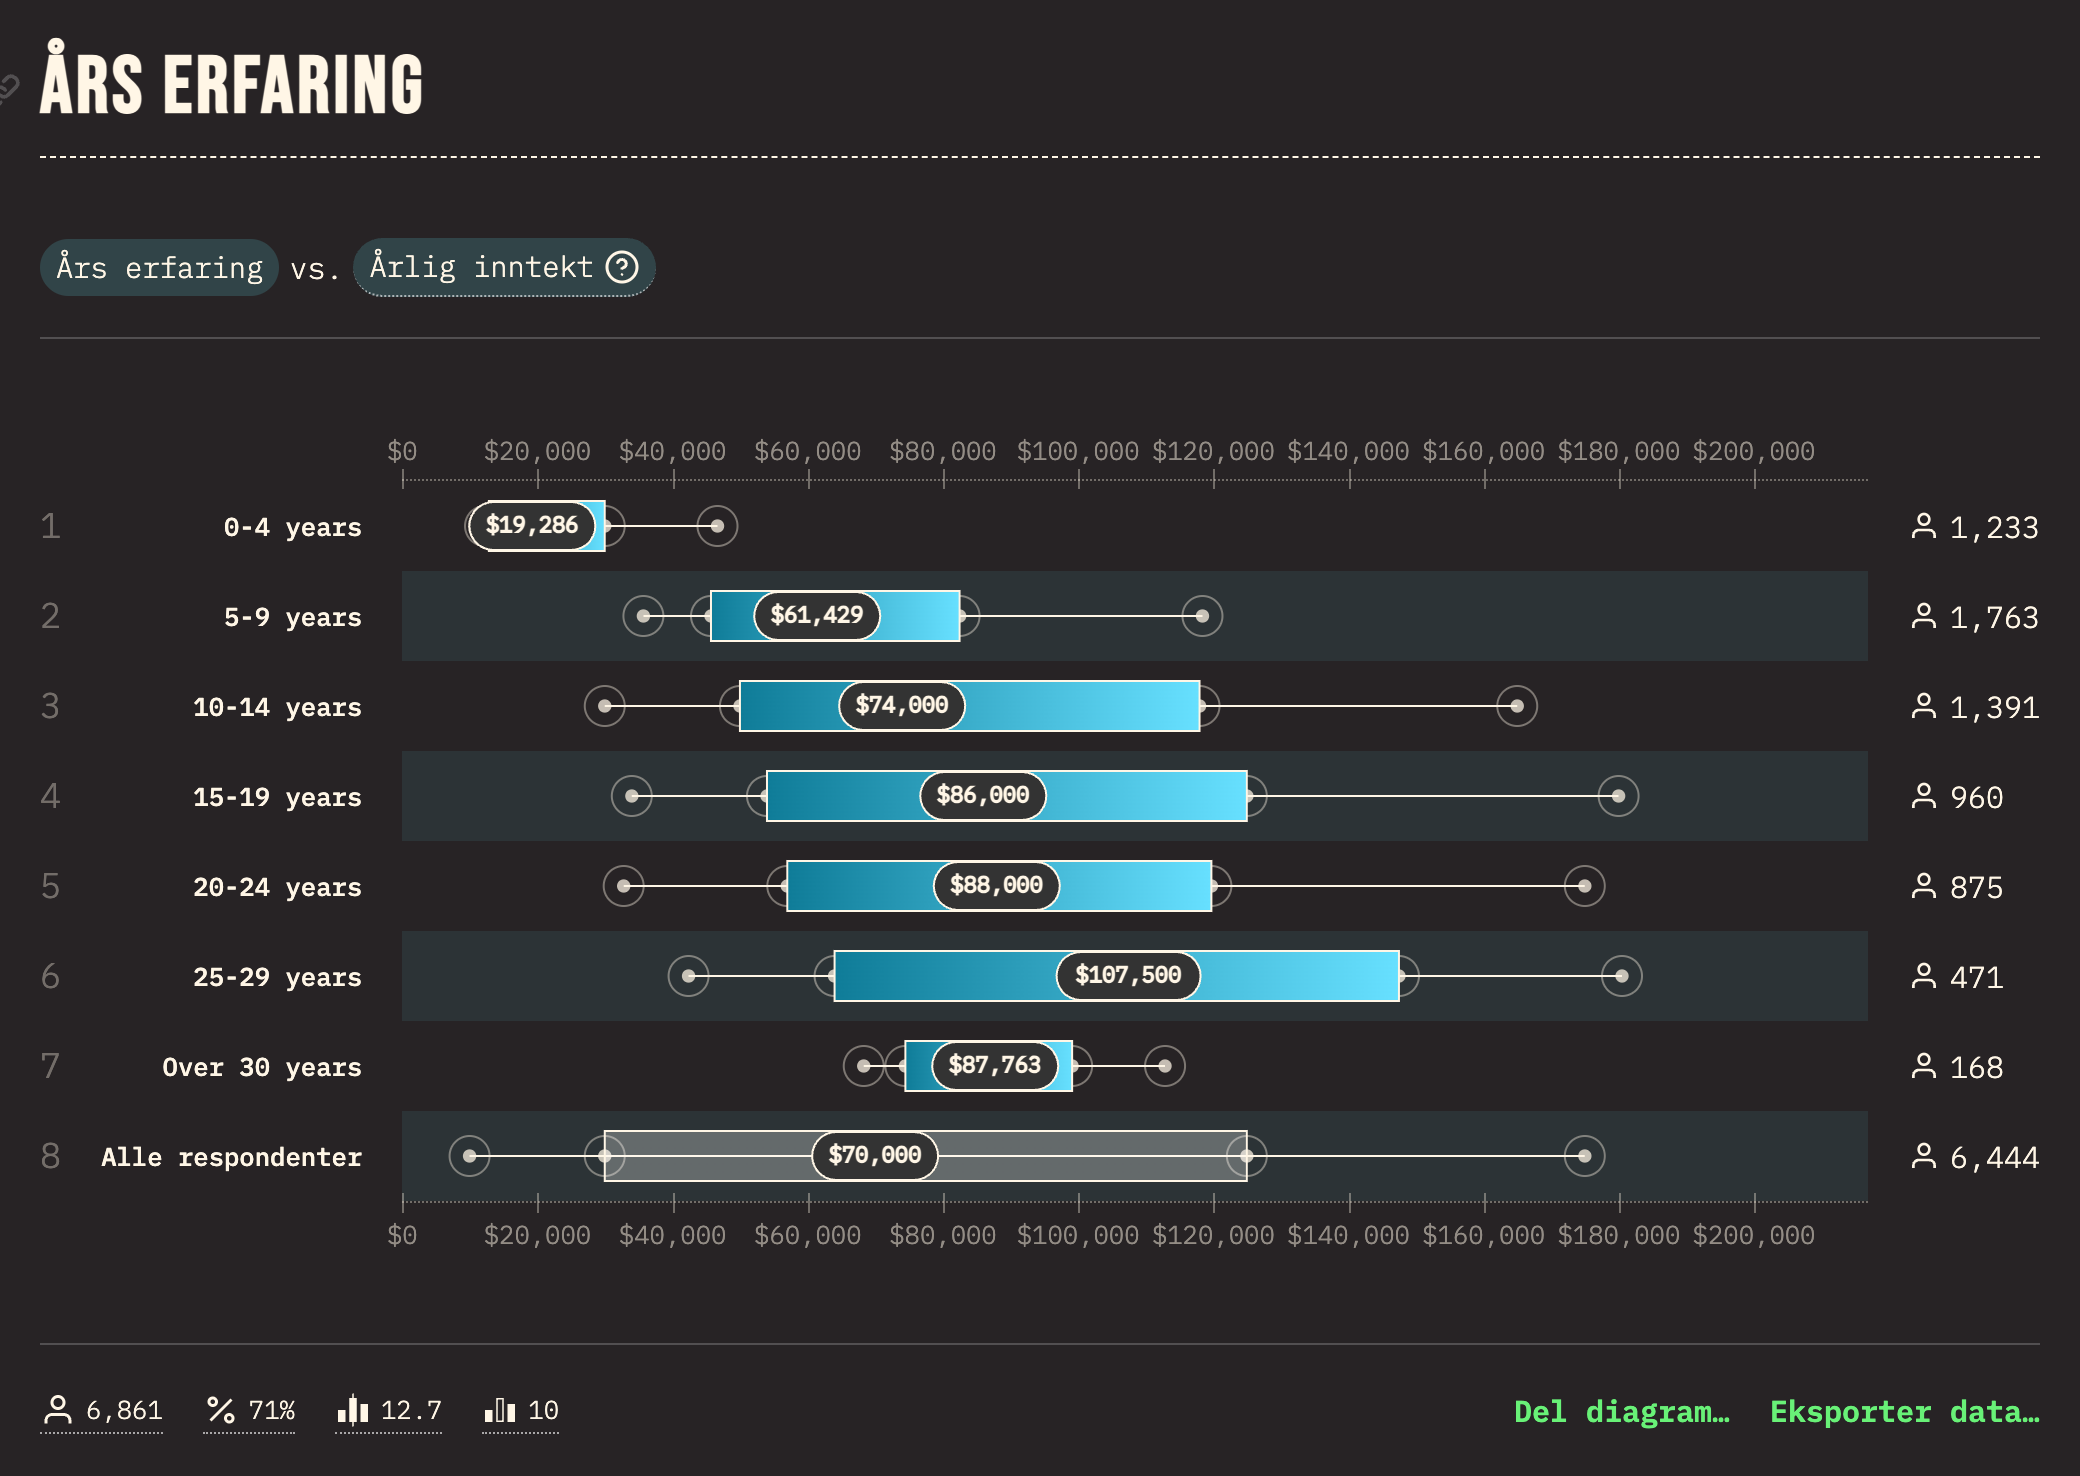 ÅRS ERFARING
Års erfaring vs. Årlig inntekt ?
$0 $20,000 $40,000 $60,000 $80,000 $100,000 $120,000 $140,000 $160,000 $180,000 $200,000
1 0-4 years $19,286 1,233
2 5-9 years $61,429 1,763
3 10-14 years $74,000 1,391
4 15-19 years $86,000 960
5 20-24 years $88,000 875
6 25-29 years $107,500 471
7 Over 30 years $87,763 168
8 Alle respondenter $70,000 6,444
$0 $20,000 $40,000 $60,000 $80,000 $100,000 $120,000 $140,000 $160,000 $180,000 $200,000
6,861 71% 12.7 10 Del diagram… Eksporter data…